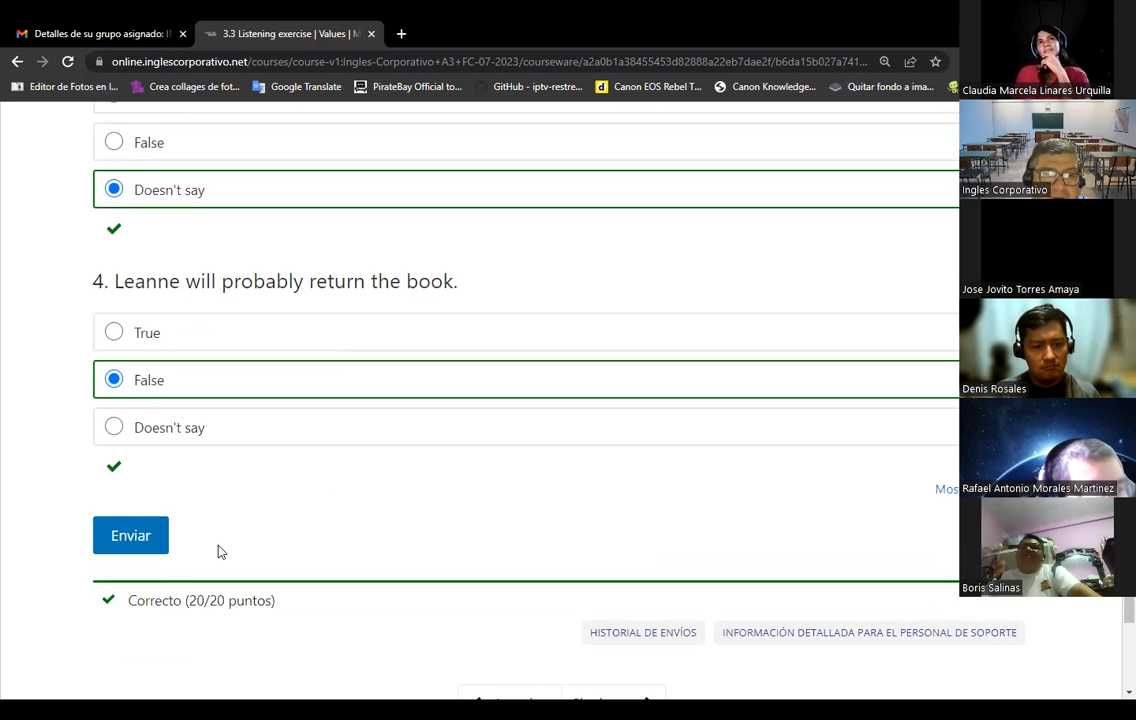 Detalles de su grupo asignado:
3.3 Listening exercise | Values |
online.inglescorporativo.net/courses/course-v1:Ingles-Corporativo+A3+FC-07-2023/courseware/a2a0b1a38455453d82888a22eb7dae2f/b6da15b027a741...
Editor de Fotos en l...
Crea collages de fot...
Google Translate
PirateBay Official to...
GitHub - iptv-restre...
Canon EOS Rebel T...
Canon Knowledge...
Quitar fondo a ima...
False
Doesn't say
4. Leanne will probably return the book.
True
False
Doesn't say
Mos
Enviar
Correcto (20/20 puntos)
HISTORIAL DE ENVÍOS
INFORMACIÓN DETALLADA PARA EL PERSONAL DE SOPORTE
Claudia Marcela Linares Urquilla
Ingles Corporativo
Jose Jovito Torres Amaya
Denis Rosales
Rafael Antonio Morales Martinez
Boris Salinas